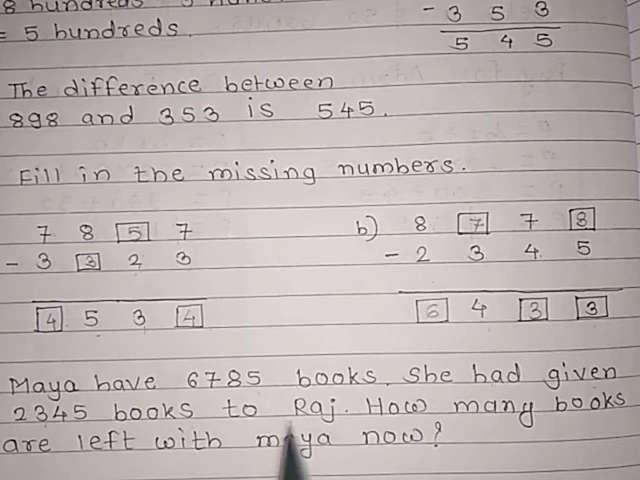 8 hundreds
= 5 hundreds.
- 3 5 3
5 4 5
The difference between
898 and 353 is 545.
Fill in the missing numbers.
7 8 5 7
- 3 3 2 3
4 5 3 4
b) 8 7 7 8
- 2 3 4 5
6 4 3 3
Maya have 6785 books. She had given
2345 books to Raj. How many books
are left with maya now?